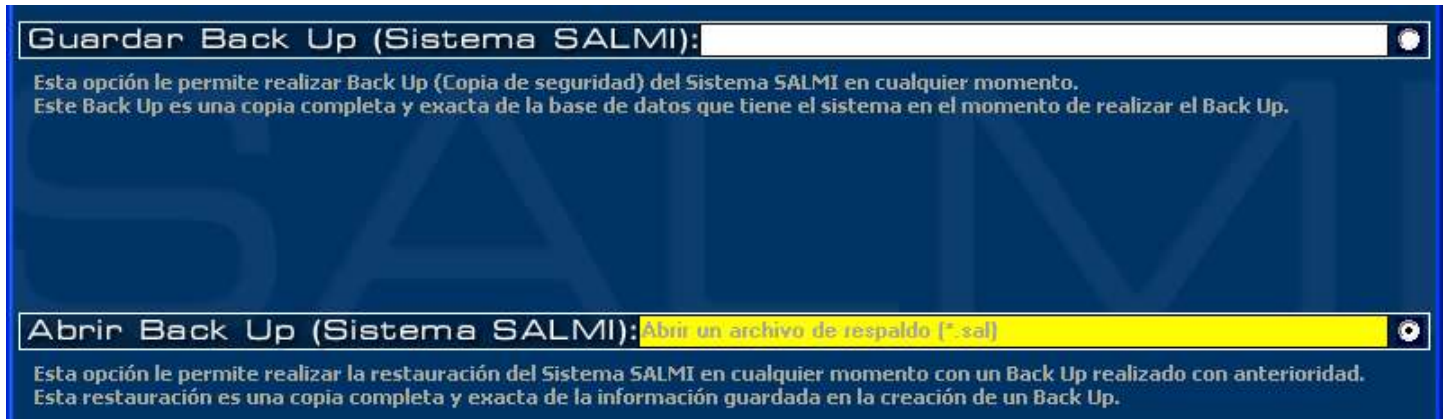 Guardar Back Up (Sistema SALMI):
Esta opción le permite realizar Back Up (Copia de seguridad) del Sistema SALMI en cualquier momento.
Este Back Up es una copia completa y exacta de la base de datos que tiene el sistema en el momento de realizar el Back Up.
SALMI
Abrir Back Up (Sistema SALMI): Abrir un archivo de respaldo (*.sal)
Esta opción le permite realizar la restauración del Sistema SALMI en cualquier momento con un Back Up realizado con anterioridad.
Esta restauración es una copia completa y exacta de la información guardada en la creación de un Back Up.